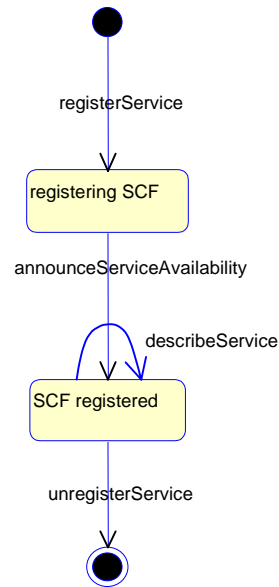 registerService
registering SCF
announceServiceAvailability
describeService
SCF registered
unregisterService